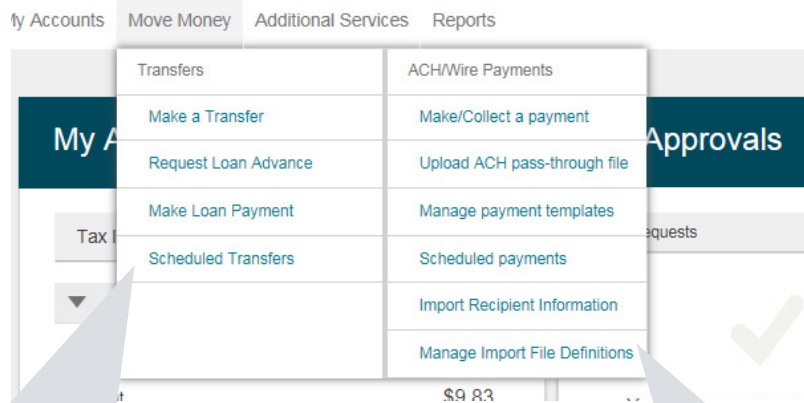 My Accounts Move Money Additional Services Reports
Transfers ACH/Wire Payments
Make a Transfer Make/Collect a payment
My A Approvals
Request Loan Advance Upload ACH pass-through file
Make Loan Payment Manage payment templates
Tax equests
Scheduled Transfers Scheduled payments
Import Recipient Information
Manage Import File Definitions
$9.83